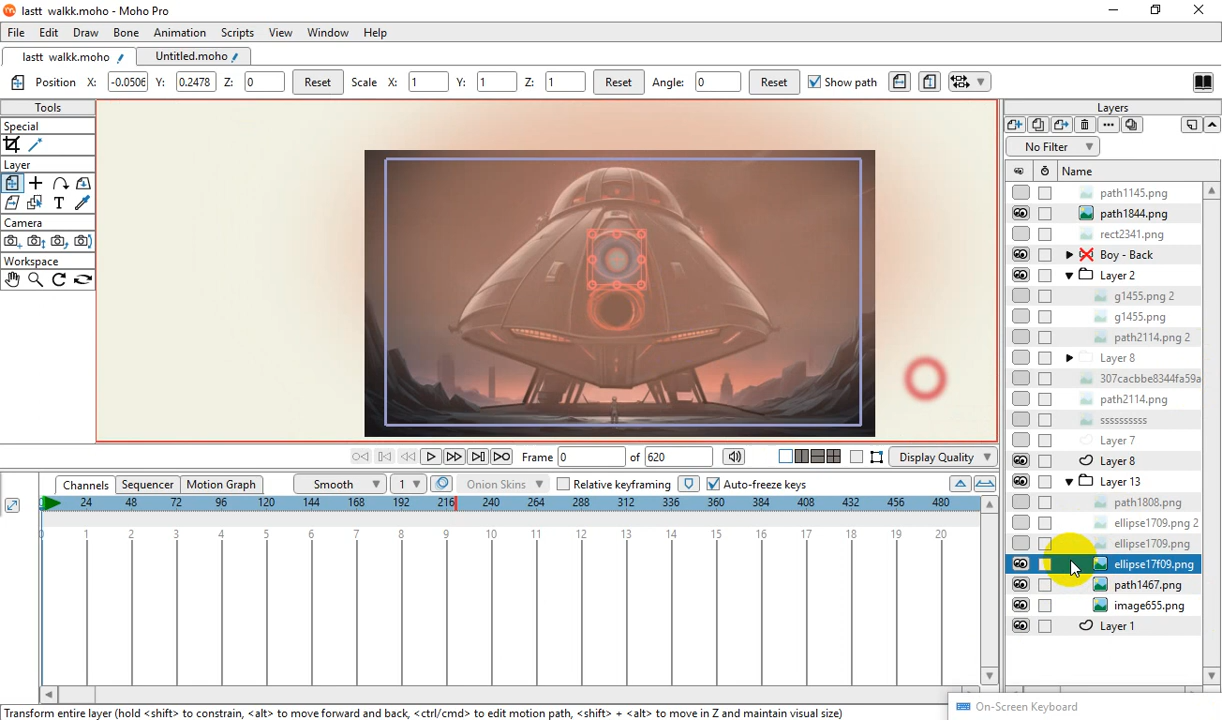 lastt walkk.moho - Moho Pro
File Edit Draw Bone Animation Scripts View Window Help
lastt walkk.moho Untitled.moho
Position X: -0.0506 Y: 0.2478 Z: 0 Reset Scale X: 1 Y: 1 Z: 1 Reset Angle: 0 Reset Show path
Tools
Special
Layer
T
Camera
Workspace
Layers
No Filter
Name
path1145.png
path1844.png
rect2341.png
Boy - Back
Layer 2
g1455.png 2
g1455.png
path2114.png 2
Layer 8
307cacbbe8344fa59a
path2114.png
ssssssssss
Layer 7
Layer 8
Layer 13
path1808.png
ellipse1709.png 2
ellipse1709.png
ellipse17f09.png
path1467.png
image655.png
Layer 1
Frame 0 of 620 Display Quality
Channels Sequencer Motion Graph Smooth 1 Onion Skins Relative keyframing Auto-freeze keys
24 48 72 96 120 144 168 192 216 240 264 288 312 336 360 384 408 432 456 480
0 1 2 3 4 5 6 7 8 9 10 11 12 13 14 15 16 17 18 19 20
On-Screen Keyboard
Transform entire layer (hold <shift> to constrain, <alt> to move forward and back, <ctrl/cmd> to edit motion path, <shift> + <alt> to move in Z and maintain visual size)